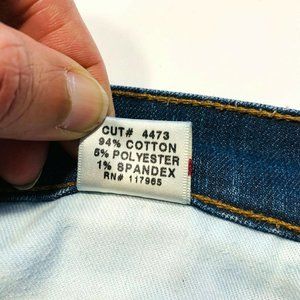 CUT# 4473
94% COTTON
5% POLYESTER
1% SPANDEX
RN# 117965